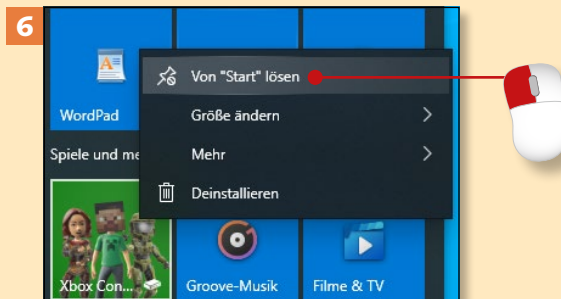 6
Von "Start" lösen
WordPad
Größe ändern
Spiele und me
Mehr
Deinstallieren
Xbox Con...
Groove-Musik
Filme & TV